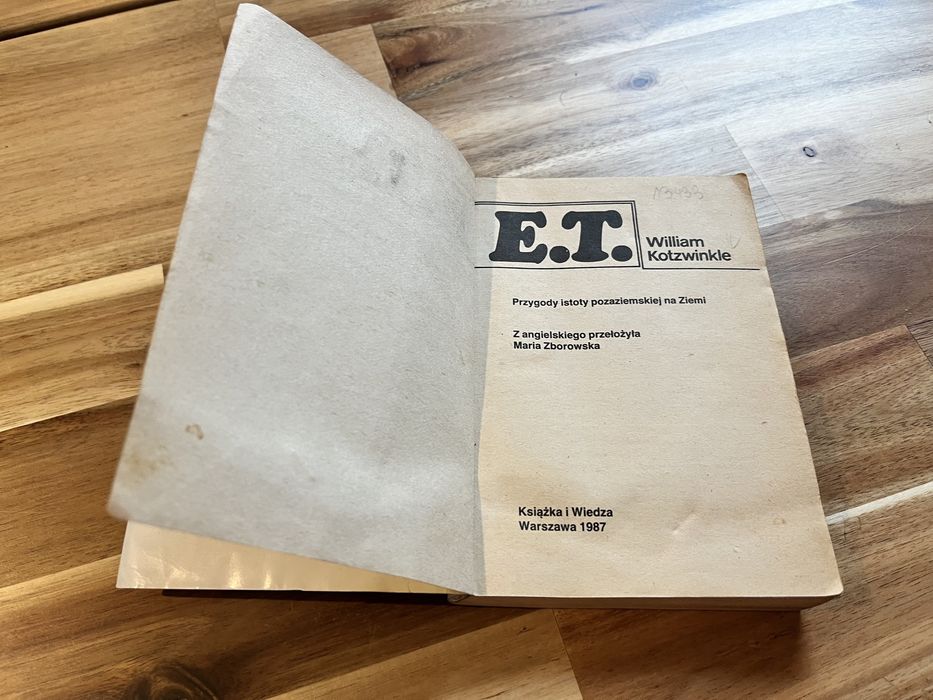 E.T.
William
Kotzwinkle
Przygody istoty pozaziemskiej na Ziemi
Z angielskiego przełożyła
Maria Zborowska
Książka i Wiedza
Warszawa 1987